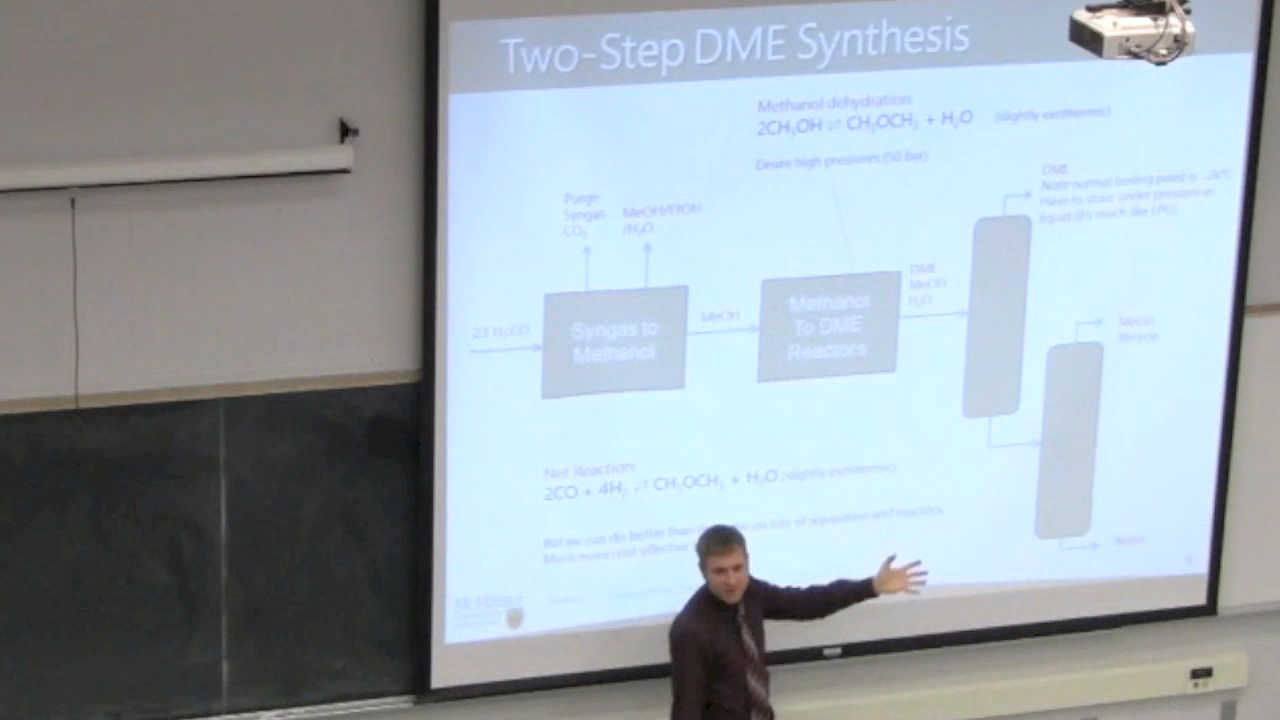 Two-Step DME Synthesis
Methanol dehydration:
2CH₃OH ⇌ CH₃OCH₃ + H₂O (slightly exothermic)
Desire high pressures (50 bar)
DME
Note normal boiling point is -26°C
Have to store under pressure as
liquid (it's much like LPG)
Purge
Syngas
CO₂
MeOH/EtOH
/H₂O
2:1 H₂:CO
Syngas to
Methanol
MeOH
Methanol
To DME
Reactors
DME
MeOH
H₂O
MeOH
Recycle
Water
Net Reaction:
2CO + 4H₂ ⇌ CH₃OCH₃ + H₂O (slightly exothermic)
But we can do better than on lots of separation and reactors
Much more cost effective
McMaster